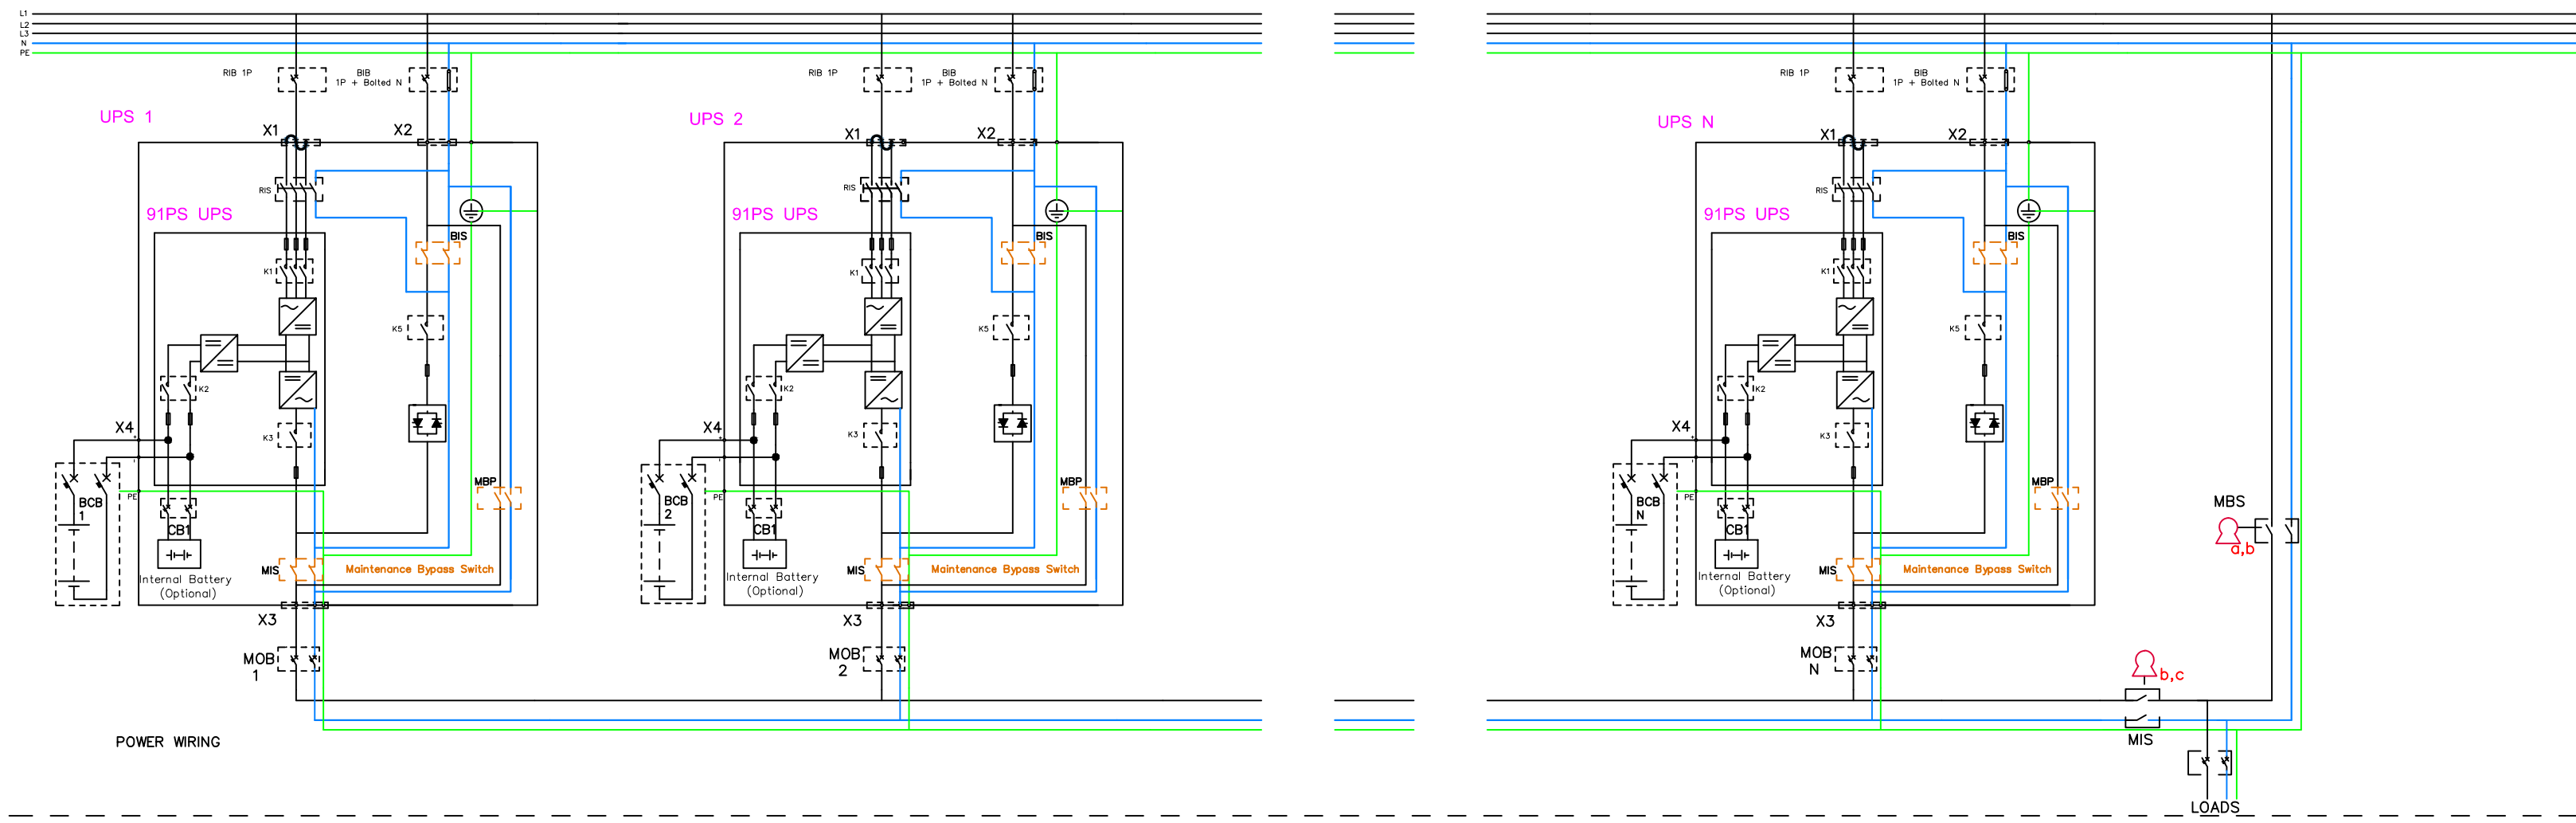 L1
L2
L3
N
PE
RIB 1P
BIB
1P + Bolted N
UPS 1
X1
X2
RIS
91PS UPS
BIS
K1
K5
K2
X4
+
-
K3
MBP
PE
BCB
1
CB1
MIS
Maintenance Bypass Switch
Internal Battery
(Optional)
X3
MOB
1
RIB 1P
BIB
1P + Bolted N
UPS 2
X1
X2
RIS
91PS UPS
BIS
K1
K5
K2
X4
+
-
K3
MBP
PE
BCB
2
CB1
MIS
Maintenance Bypass Switch
Internal Battery
(Optional)
X3
MOB
2
RIB 1P
BIB
1P + Bolted N
UPS N
X1
X2
RIS
91PS UPS
BIS
K1
K5
K2
X4
+
-
K3
MBP
PE
BCB
N
CB1
MIS
Maintenance Bypass Switch
Internal Battery
(Optional)
X3
MOB
N
MBS
a,b
b,c
MIS
LOADS
POWER WIRING